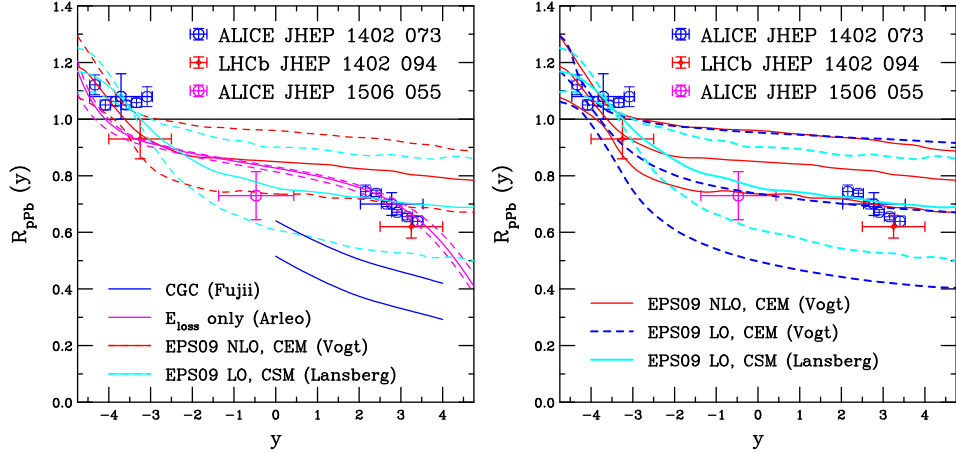 1.4
1.2
1.0
0.8
0.6
0.4
0.2
0.0
R_pPb (y)
ALICE JHEP 1402 073
LHCb JHEP 1402 094
ALICE JHEP 1506 055
CGC (Fujii)
E_loss only (Arleo)
EPS09 NLO, CEM (Vogt)
EPS09 LO, CSM (Lansberg)
−4 −3 −2 −1 0 1 2 3 4
y
1.4
1.2
1.0
0.8
0.6
0.4
0.2
0.0
R_pPb (y)
ALICE JHEP 1402 073
LHCb JHEP 1402 094
ALICE JHEP 1506 055
EPS09 NLO, CEM (Vogt)
EPS09 LO, CEM (Vogt)
EPS09 LO, CSM (Lansberg)
−4 −3 −2 −1 0 1 2 3 4
y